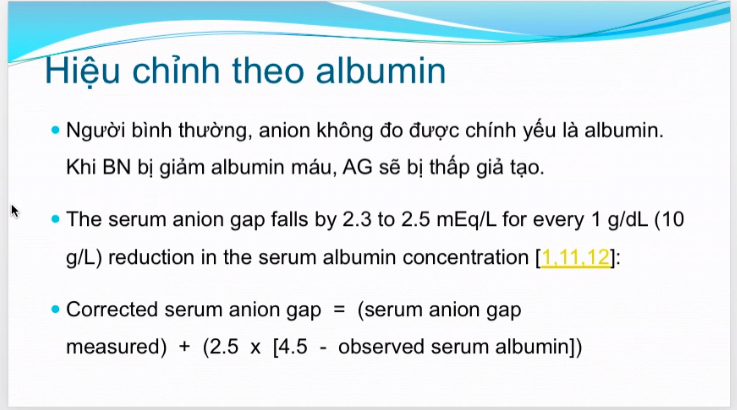 Hiệu chỉnh theo albumin
Người bình thường, anion không đo được chính yếu là albumin.
Khi BN bị giảm albumin máu, AG sẽ bị thấp giả tạo.
The serum anion gap falls by 2.3 to 2.5 mEq/L for every 1 g/dL (10
g/L) reduction in the serum albumin concentration [1,11,12]:
Corrected serum anion gap = (serum anion gap
measured) + (2.5 x [4.5 - observed serum albumin])